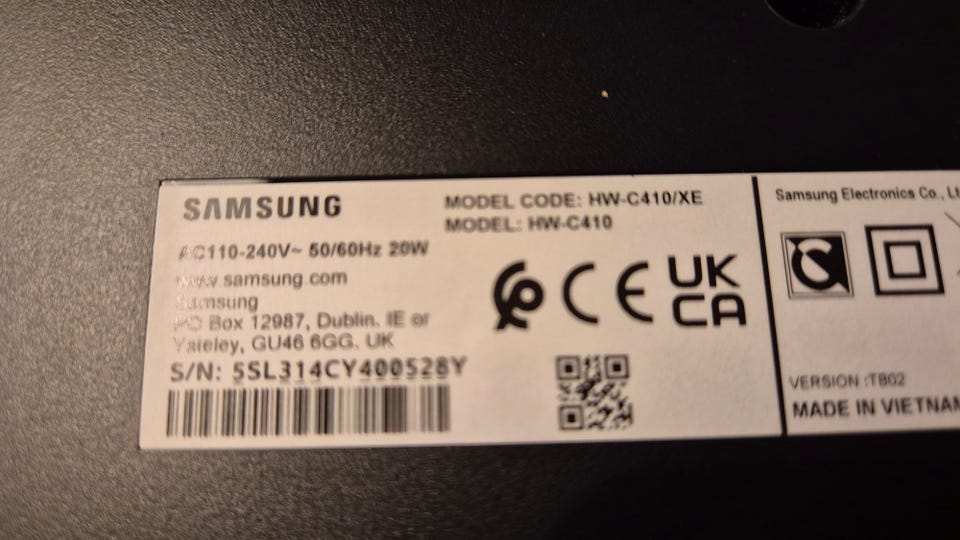 SAMSUNG
MODEL CODE: HW-C410/XE
MODEL: HW-C410
AC110-240V~ 50/60Hz 20W
www.samsung.com
Samsung
PO Box 12987, Dublin. IE or
Yateley, GU46 6GG. UK
S/N: 5SL314CY400528Y
CE
UK
CA
Samsung Electronics Co., Lt
VERSION :TB02
MADE IN VIETNAM